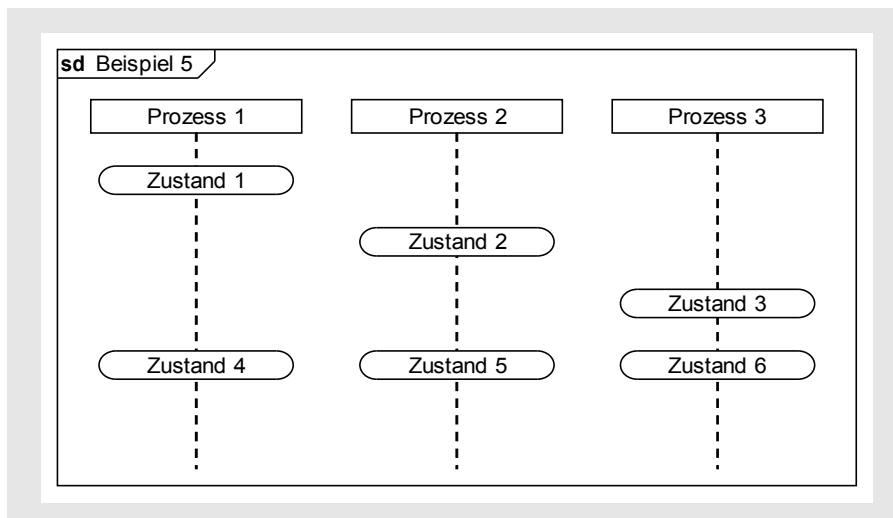 sd Beispiel 5
Prozess 1 Prozess 2 Prozess 3
Zustand 1
Zustand 2
Zustand 3
Zustand 4 Zustand 5 Zustand 6